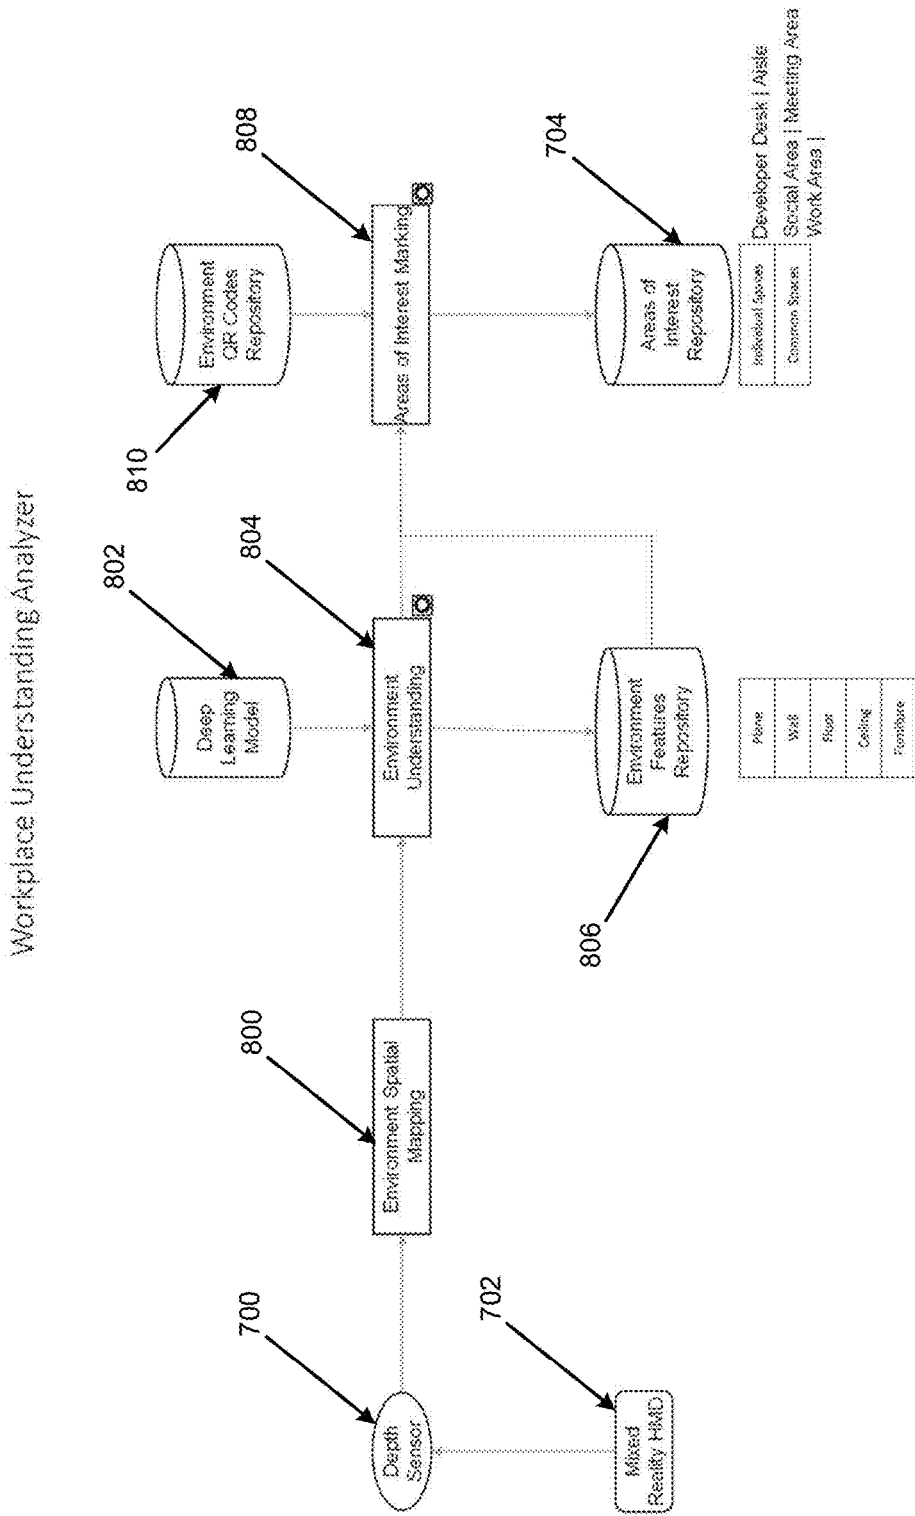 Workplace Understanding Analyzer
700
Depth
Sensor
702
Mixed
Reality HMD
800
Environment Spatial
Mapping
802
Deep
Learning
Model
804
Environment
Understanding
806
Environment
Features
Repository
Plane
Wall
Floor
Ceiling
Furniture
810
Environment
QR Codes
Repository
808
Areas of Interest Marking
704
Areas of
Interest
Repository
Individual Spaces
Developer Desk | Aisle
Common Spaces
Social Area | Meeting Area
Work Area |